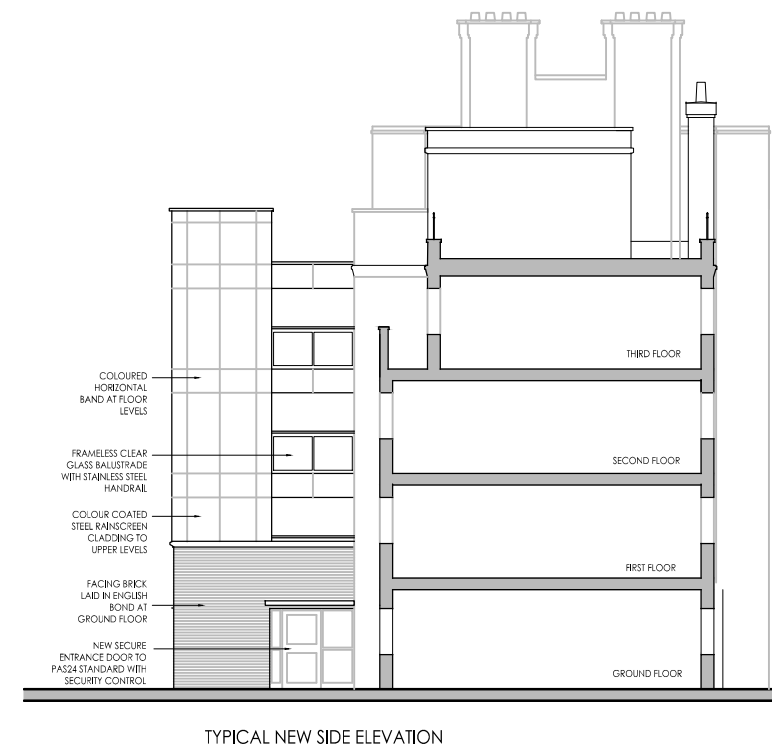 COLOURED
HORIZONTAL
BAND AT FLOOR
LEVELS
FRAMELESS CLEAR
GLASS BALUSTRADE
WITH STAINLESS STEEL
HANDRAIL
COLOUR COATED
STEEL RAINSCREEN
CLADDING TO
UPPER LEVELS
FACING BRICK
LAID IN ENGLISH
BOND AT
GROUND FLOOR
NEW SECURE
ENTRANCE DOOR TO
PAS24 STANDARD WITH
SECURITY CONTROL
THIRD FLOOR
SECOND FLOOR
FIRST FLOOR
GROUND FLOOR
TYPICAL NEW SIDE ELEVATION